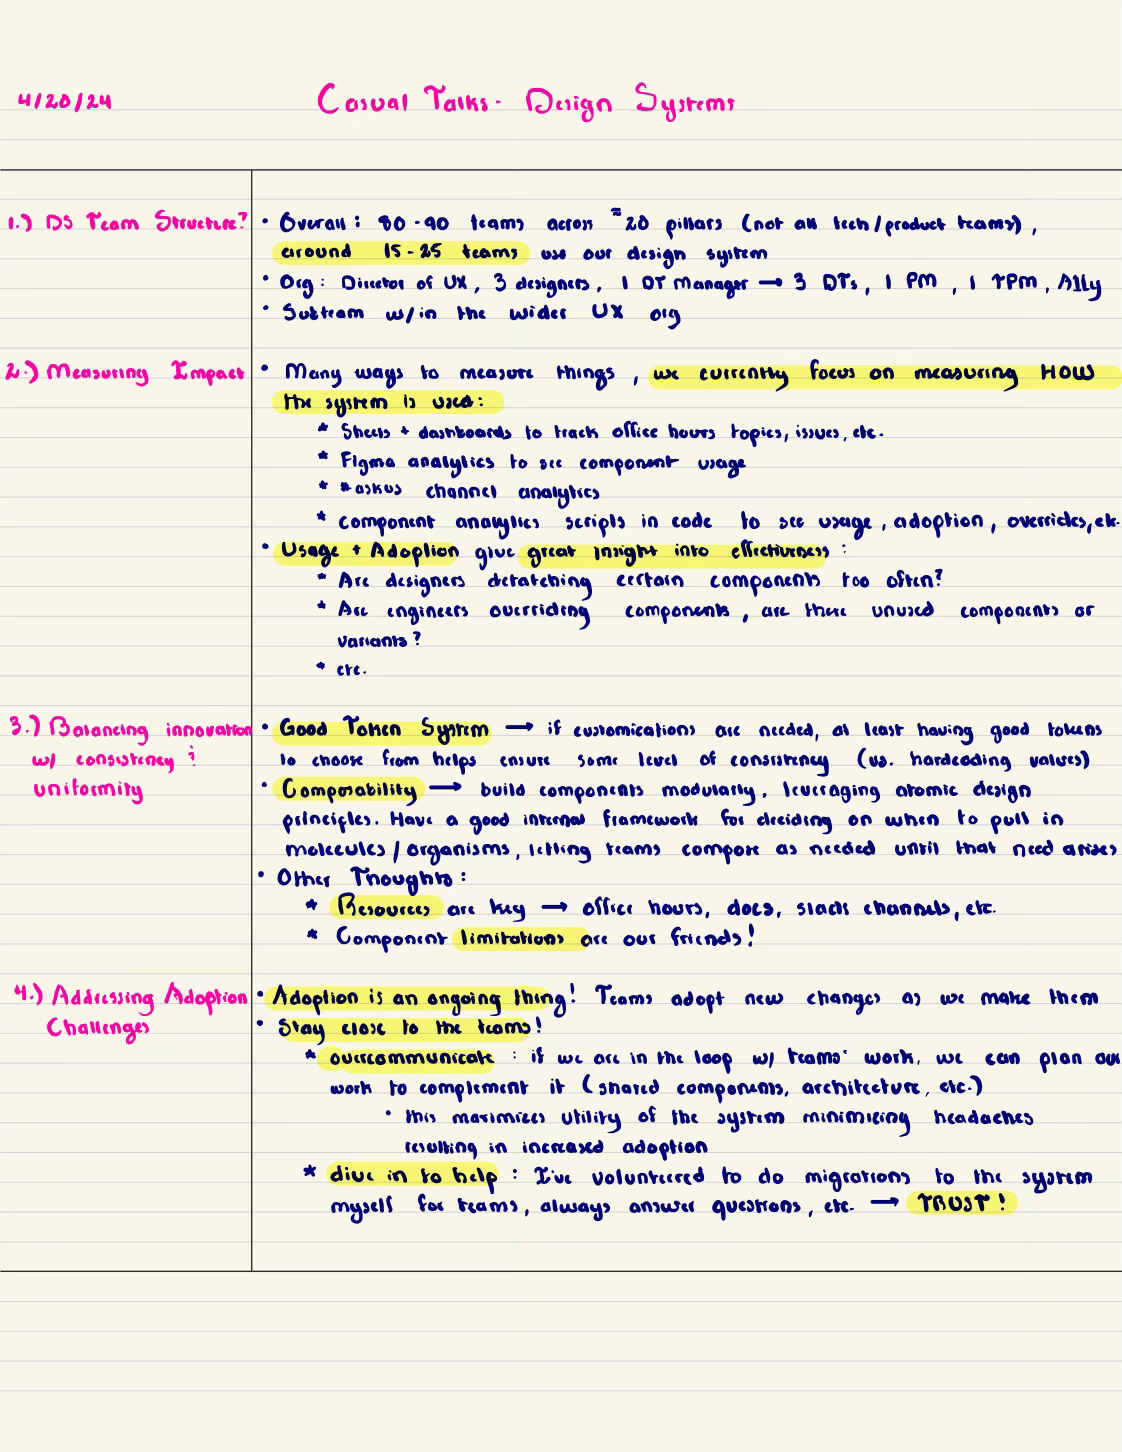 4/20/24
Casual Talks - Design Systems
1.) DS Team Structure?
• Overall : 80-90 teams across ≈20 pillars (not all tech/product teams) ,
around 15-25 teams use our design system
• Org : Director of UX , 3 designers , 1 DT Manager → 3 DTs , 1 PM , 1 TPM , A11y
• Subteam w/in the wider UX org
2.) Measuring Impact
• Many ways to measure things , we currently focus on measuring HOW
the system is used :
* Sheets + dashboards to track office hours topics, issues, etc.
* Figma analytics to see component usage
* #askus channel analytics
* component analytics scripts in code to see usage , adoption , overrides, etc.
• Usage + Adoption give great insight into effectiveness :
* Are designers detatching certain components too often?
* Are engineers overriding components , are there unused components or
variants?
* etc.
3.) Balancing innovation
w/ consistency &
uniformity
• Good Token System → if customications are needed, at least having good tokens
to choose from helps ensure some level of consistency (vs. hardcoding values)
• Composability → build components modularly, leveraging atomic design
principles. Have a good internal framework for deciding on when to pull in
molecules / organisms, letting teams compose as needed until that need arises
• Other Thoughts :
* Resources are key → office hours, docs, slack channels, etc.
* Component limitations are our friends!
4.) Addressing Adoption
Challenges
• Adoption is an ongoing thing! Teams adopt new changes as we make them
• Stay close to the teams!
* overcommunicate : if we are in the loop w/ teams' work, we can plan our
work to complement it (shared components, architecture, etc.)
• this maximizes utility of the system minimizing headaches
resulting in increased adoption
* dive in to help : I've volunteered to do migrations to the system
myself for teams, always answer questions, etc. → TRUST!